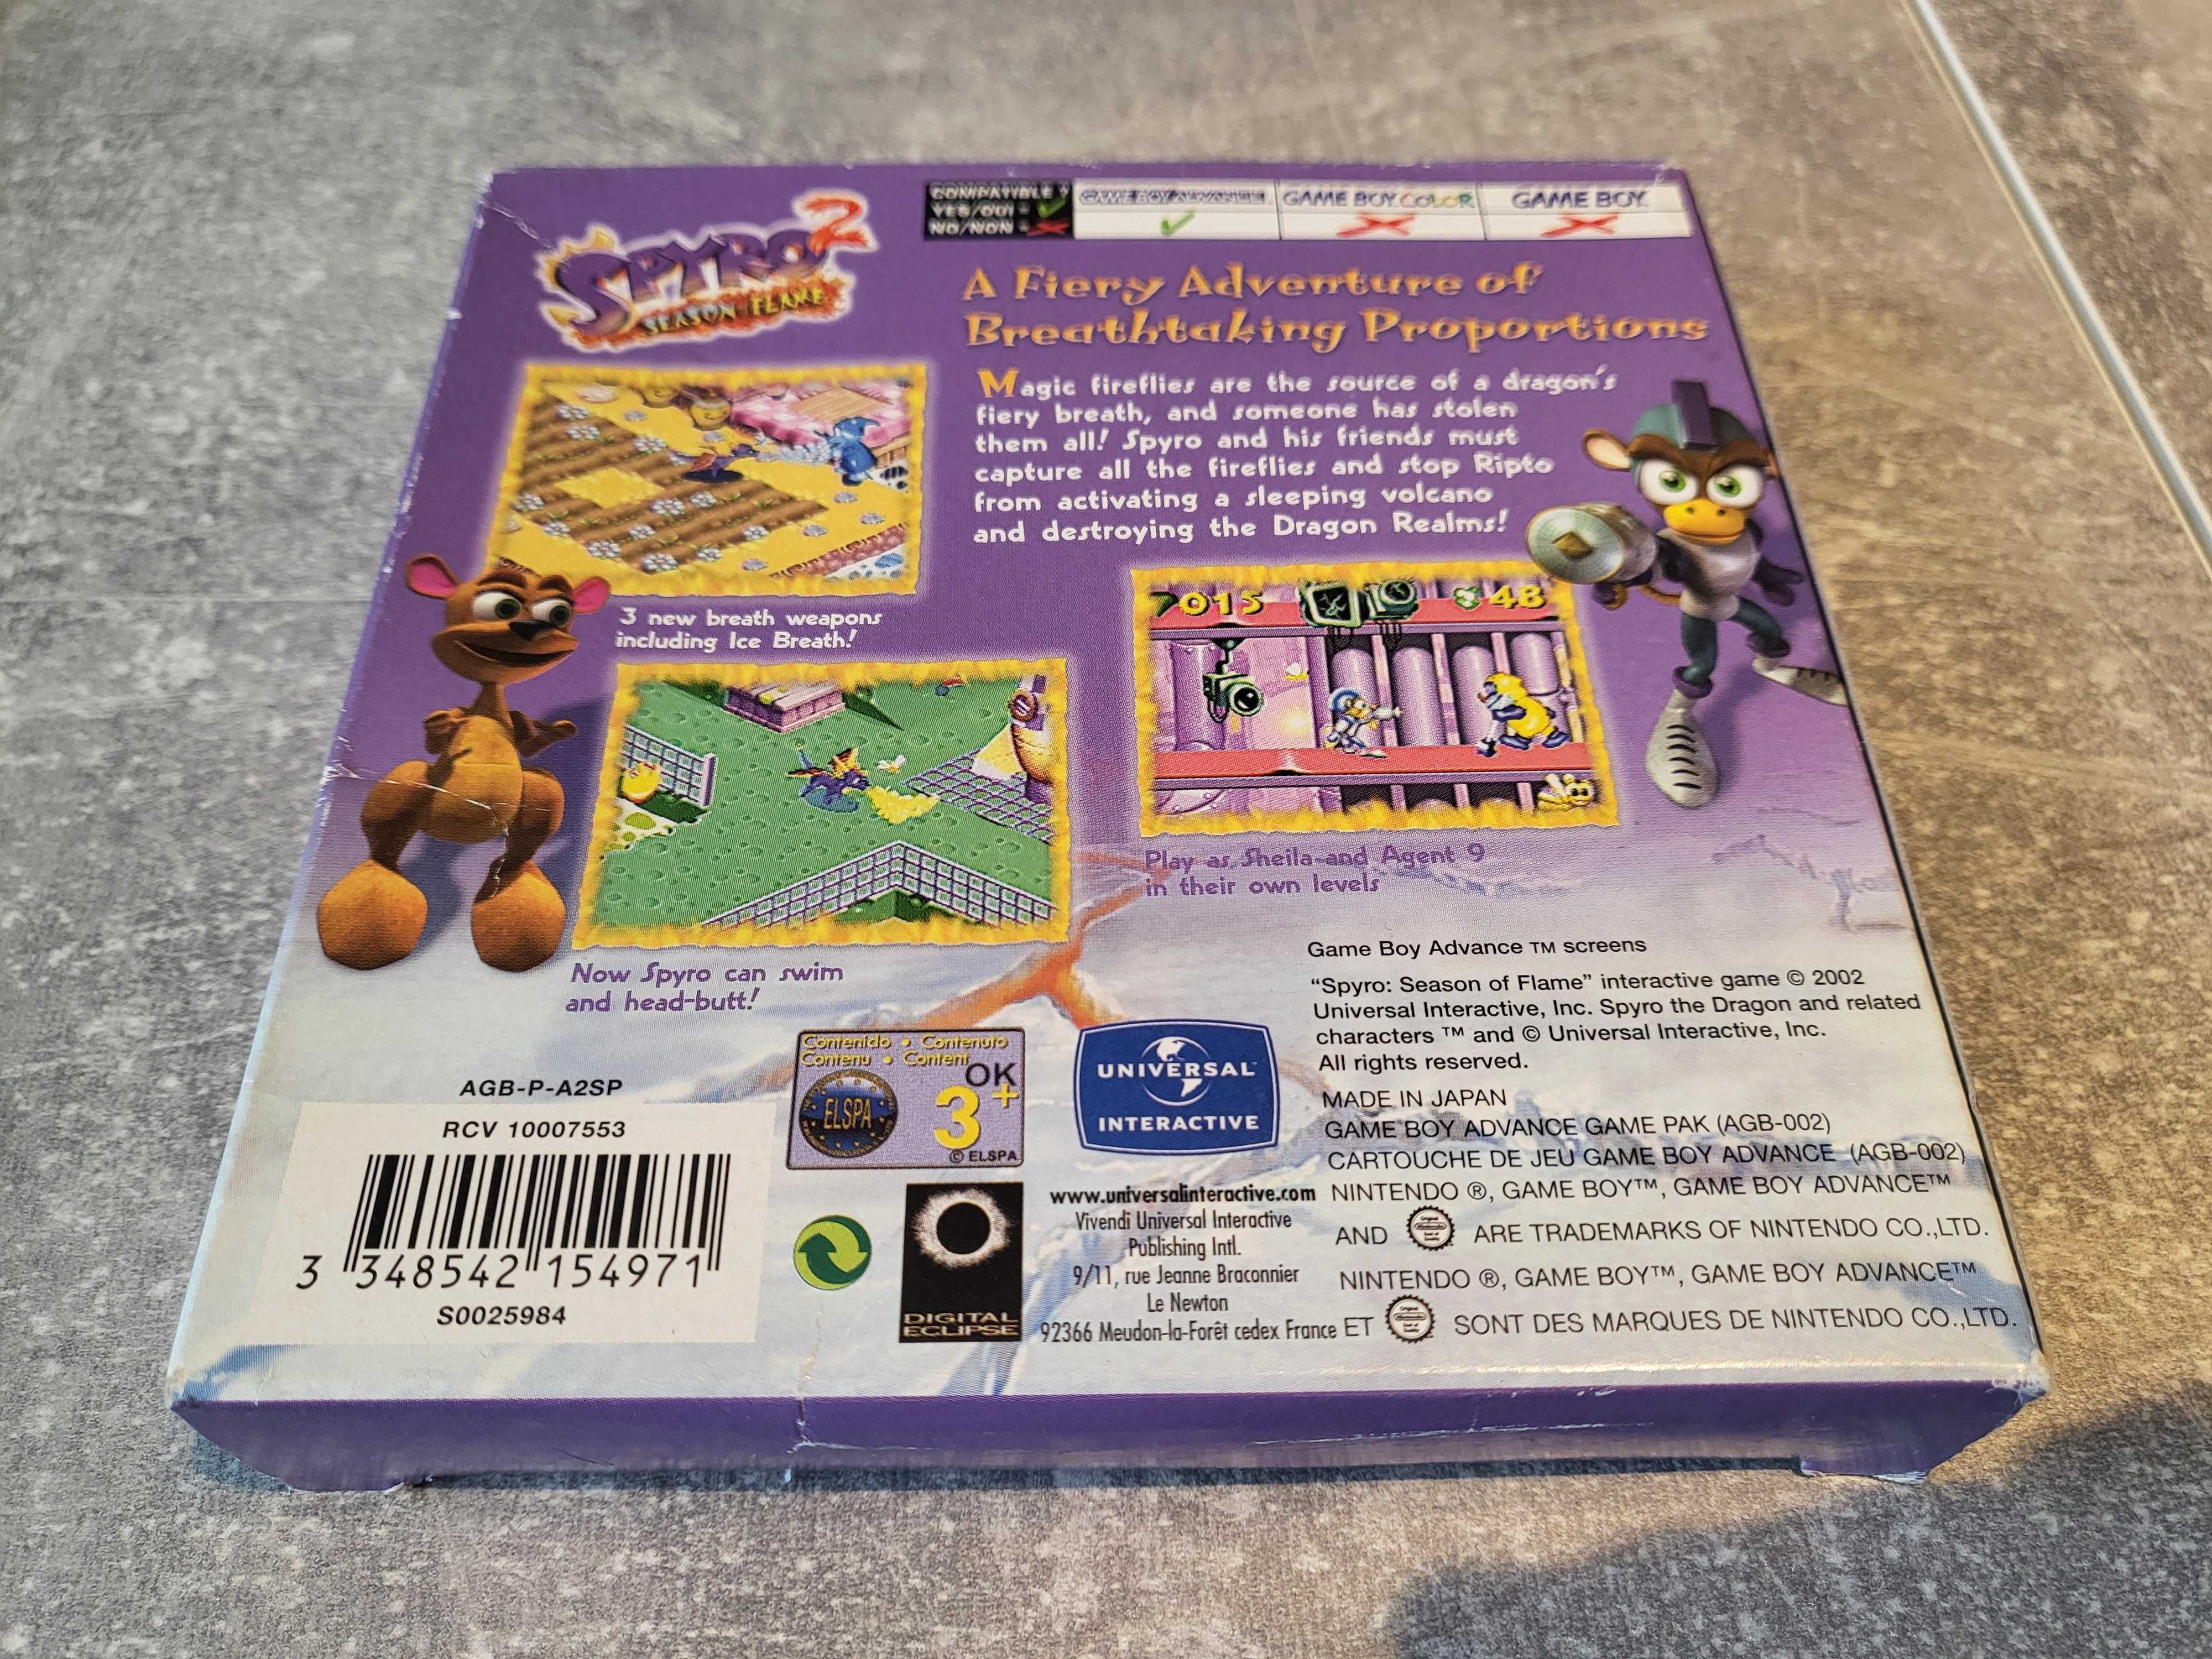 SPYRO 2
SEASON FLAME
COMPATIBLE ?
YES/OUI =
NO/NON =
GAME BOY ADVANCE
GAME BOY COLOR
GAME BOY
A Fiery Adventure of
Breathtaking Proportions
Magic fireflies are the source of a dragon's
fiery breath, and someone has stolen
them all! Spyro and his friends must
capture all the fireflies and stop Ripto
from activating a sleeping volcano
and destroying the Dragon Realms!
3 new breath weapons
including Ice Breath!
7015
48
Play as Sheila and Agent 9
in their own levels
Now Spyro can swim
and head-butt!
Game Boy Advance TM screens
"Spyro: Season of Flame" interactive game © 2002
Universal Interactive, Inc. Spyro the Dragon and related
characters ™ and © Universal Interactive, Inc.
All rights reserved.
MADE IN JAPAN
GAME BOY ADVANCE GAME PAK (AGB-002)
CARTOUCHE DE JEU GAME BOY ADVANCE (AGB-002)
NINTENDO ®, GAME BOY™, GAME BOY ADVANCE™
AND ARE TRADEMARKS OF NINTENDO CO.,LTD.
NINTENDO ®, GAME BOY™, GAME BOY ADVANCE™
ET SONT DES MARQUES DE NINTENDO CO.,LTD.
AGB-P-A2SP
RCV 10007553
3 348542 154971
S0025984
Contenido • Contenuto
Contenu • Content
OK
3+
ELSPA
© ELSPA
UNIVERSAL™
INTERACTIVE
DIGITAL
ECLIPSE
www.universalinteractive.com
Vivendi Universal Interactive
Publishing Intl.
9/11, rue Jeanne Braconnier
Le Newton
92366 Meudon-la-Forêt cedex France